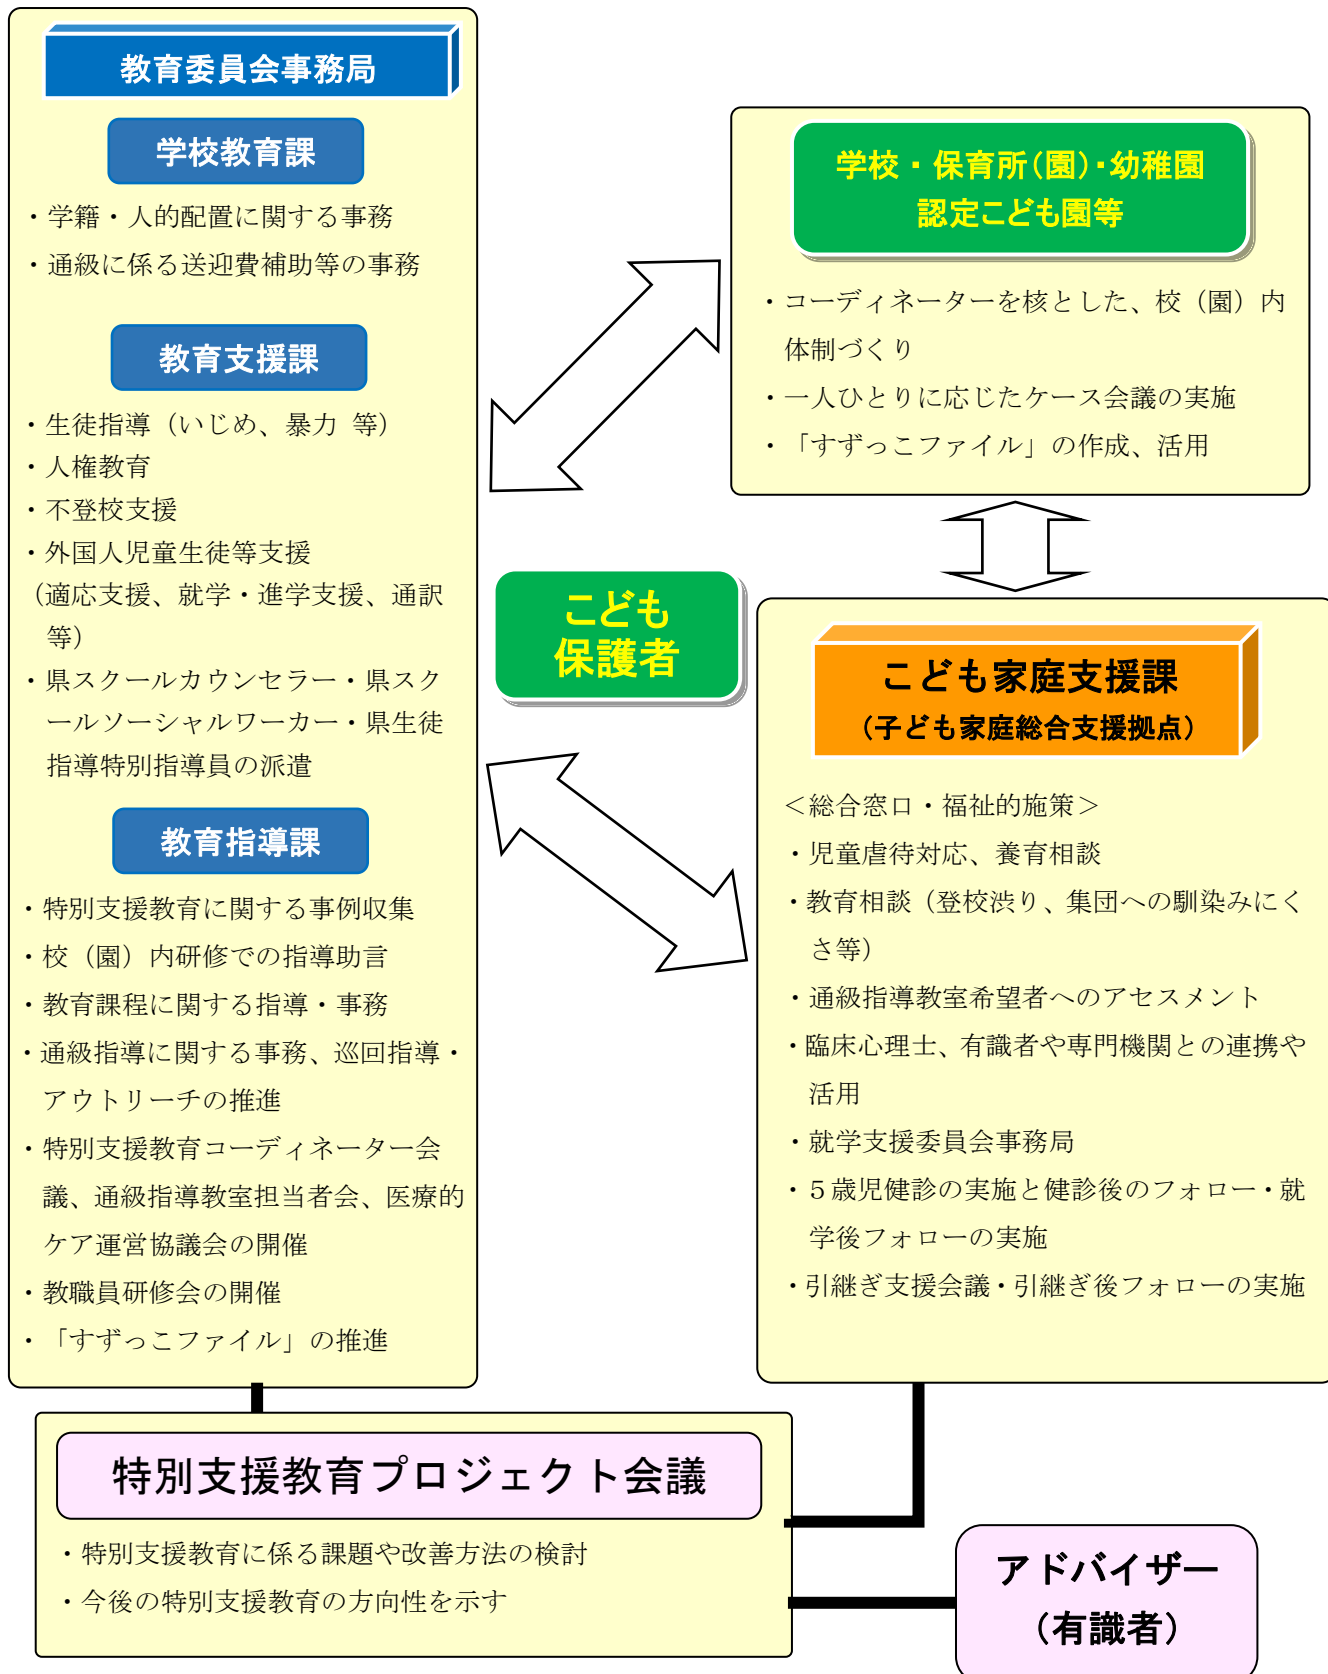 教育委員会事務局
学校教育課
・学籍・人的配置に関する事務
・通級に係る送迎費補助等の事務
教育支援課
・生徒指導（いじめ、暴力 等）
・人権教育
・不登校支援
・外国人児童生徒等支援
（適応支援、就学・進学支援、通訳
等）
・県スクールカウンセラー・県スク
ールソーシャルワーカー・県生徒
指導特別指導員の派遣
教育指導課
・特別支援教育に関する事例収集
・校（園）内研修での指導助言
・教育課程に関する指導・事務
・通級指導に関する事務、巡回指導・
アウトリーチの推進
・特別支援教育コーディネーター会
議、通級指導教室担当者会、医療的
ケア運営協議会の開催
・教職員研修会の開催
・「すずっこファイル」の推進
学校・保育所（園）・幼稚園
認定こども園等
・コーディネーターを核とした、校（園）内
体制づくり
・一人ひとりに応じたケース会議の実施
・「すずっこファイル」の作成、活用
こども
保護者
こども家庭支援課
（子ども家庭総合支援拠点）
＜総合窓口・福祉的施策＞
・児童虐待対応、養育相談
・教育相談（登校渋り、集団への馴染みにく
さ等）
・通級指導教室希望者へのアセスメント
・臨床心理士、有識者や専門機関との連携や
活用
・就学支援委員会事務局
・５歳児健診の実施と健診後のフォロー・就
学後フォローの実施
・引継ぎ支援会議・引継ぎ後フォローの実施
特別支援教育プロジェクト会議
・特別支援教育に係る課題や改善方法の検討
・今後の特別支援教育の方向性を示す
アドバイザー
（有識者）